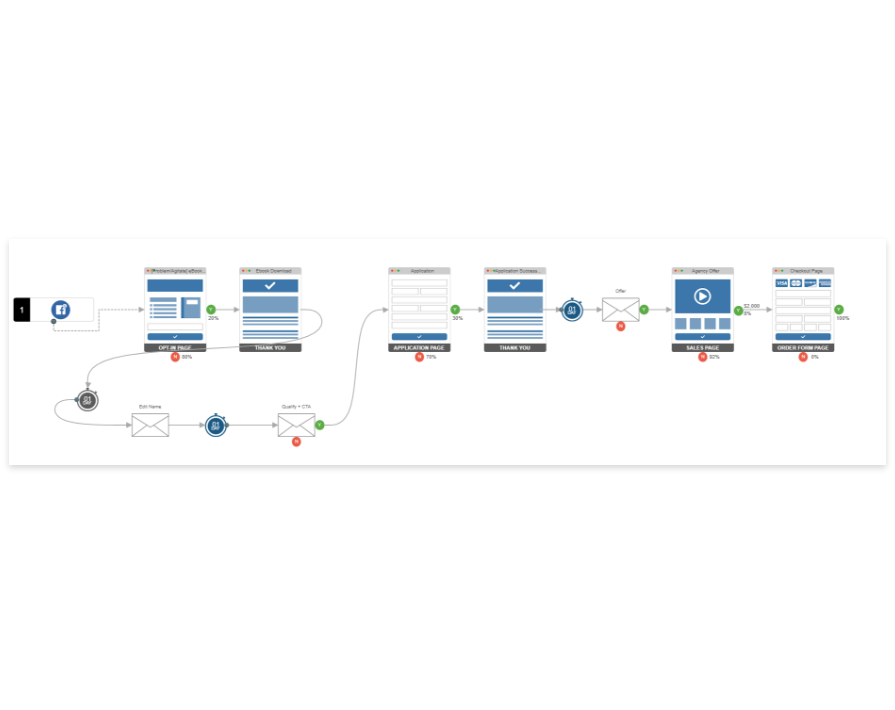 1
[Problem Agitate] eBook...
Y
20%
OPT-IN PAGE
N 80%
Ebook Download
THANK YOU
Application
Y
30%
APPLICATION PAGE
N 70%
Application Success...
THANK YOU
Offer
Y
N
Agency Offer
Y
$2,000
SALES PAGE
N
Checkout Page
VISA
Y
100%
ORDER FORM PAGE
N 0%
Edit Name
Qualify + CTA
Y
N